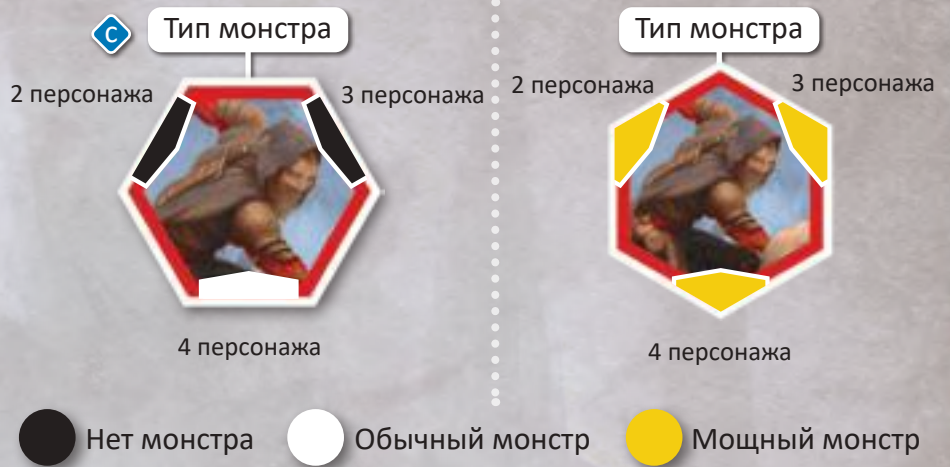 С
Тип монстра
2 персонажа
3 персонажа
4 персонажа
Тип монстра
2 персонажа
3 персонажа
4 персонажа
Нет монстра
Обычный монстр
Мощный монстр